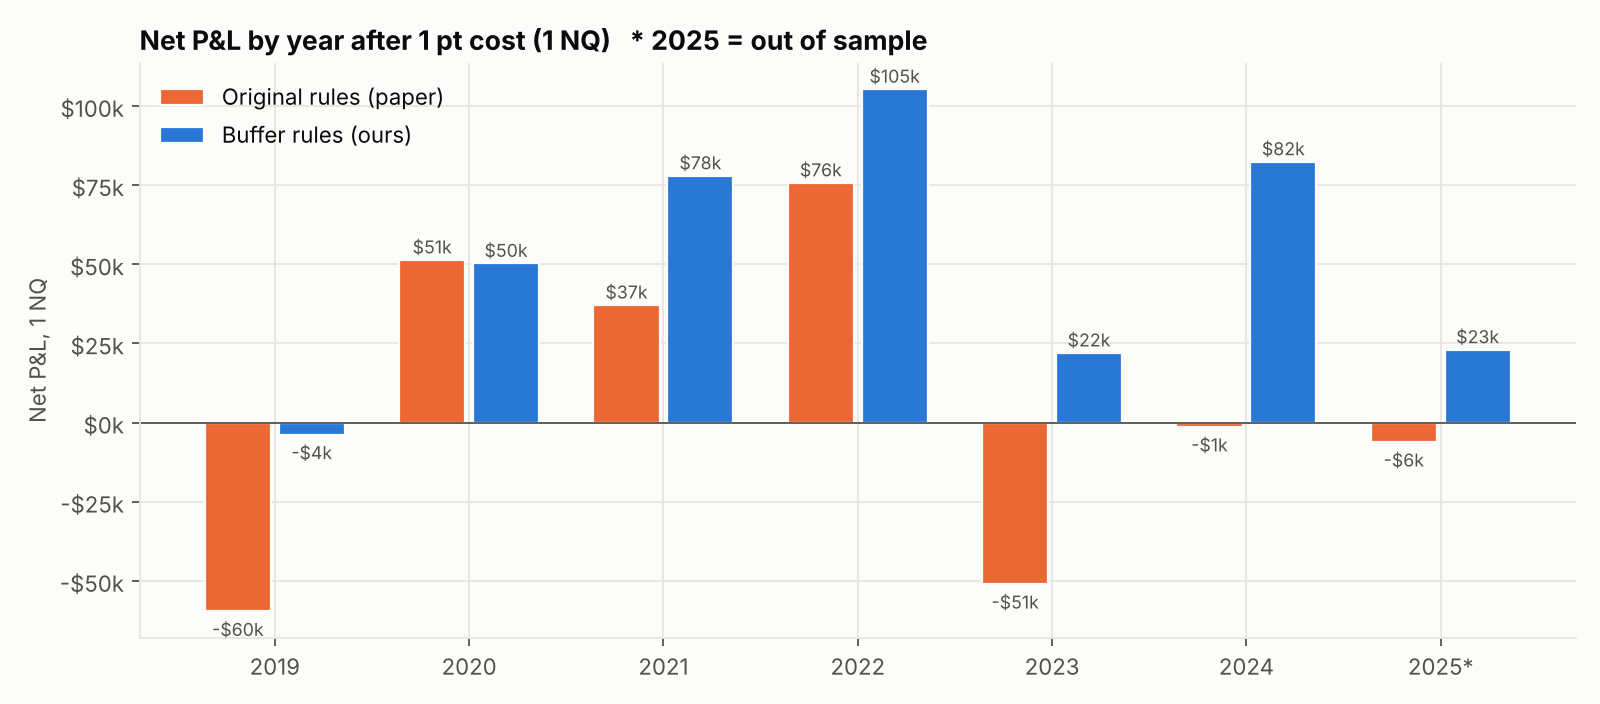 Net P&L by year after 1 pt cost (1 NQ)   * 2025 = out of sample
Original rules (paper)
Buffer rules (ours)
Net P&L, 1 NQ
$100k
$75k
$50k
$25k
$0k
-$25k
-$50k
-$60k
-$4k
$51k
$50k
$37k
$78k
$76k
$105k
-$51k
$22k
-$1k
$82k
-$6k
$23k
2019
2020
2021
2022
2023
2024
2025*